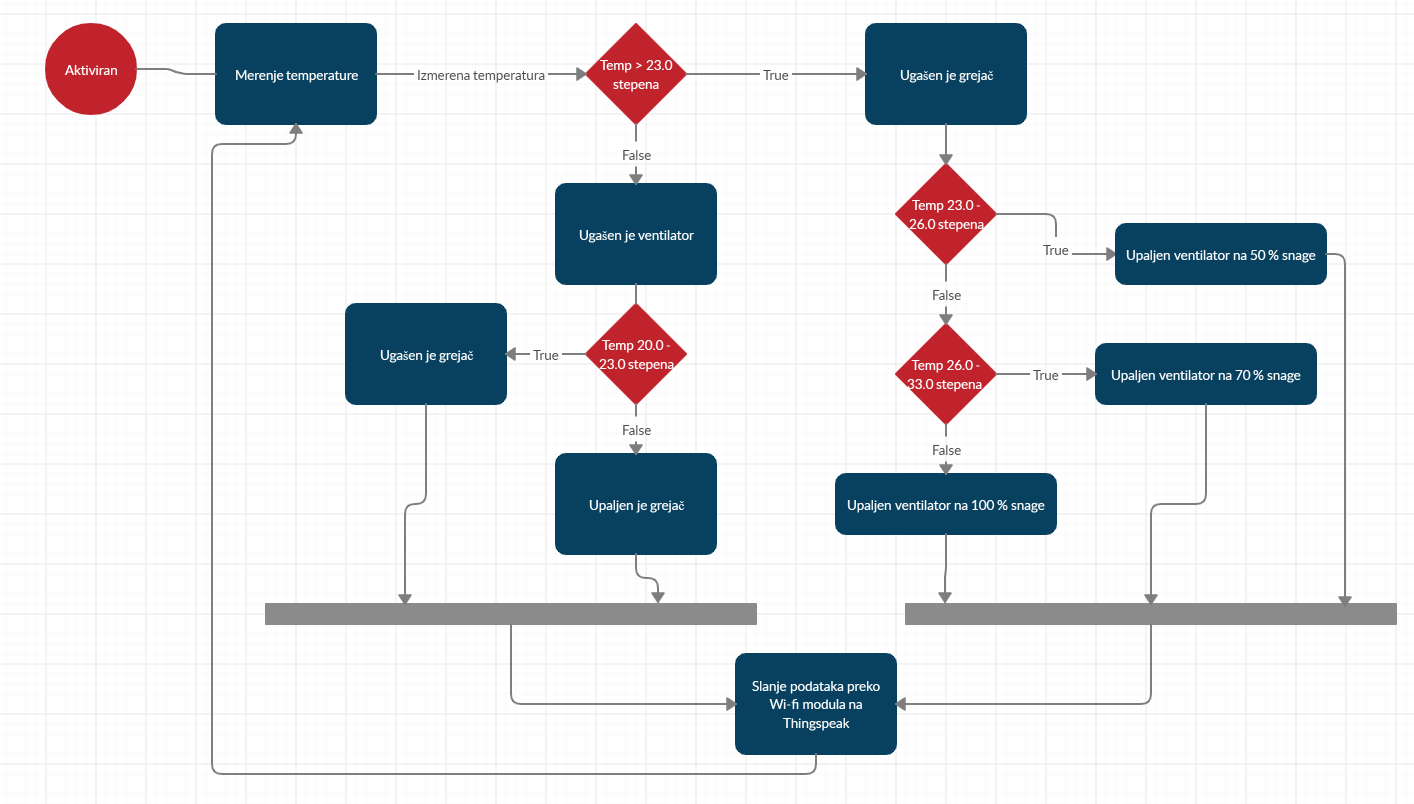 Aktiviran
Merenje temperature
Izmerena temperatura
Temp > 23.0
stepena
True
Ugašen je grejač
False
Ugašen je ventilator
Temp 23.0 -
26.0 stepena
True
Upaljen ventilator na 50 % snage
False
Ugašen je grejač
True
Temp 20.0 -
23.0 stepena
Temp 26.0 -
33.0 stepena
True
Upaljen ventilator na 70 % snage
False
False
Upaljen je grejač
Upaljen ventilator na 100 % snage
Slanje podataka preko
Wi-fi modula na
Thingspeak